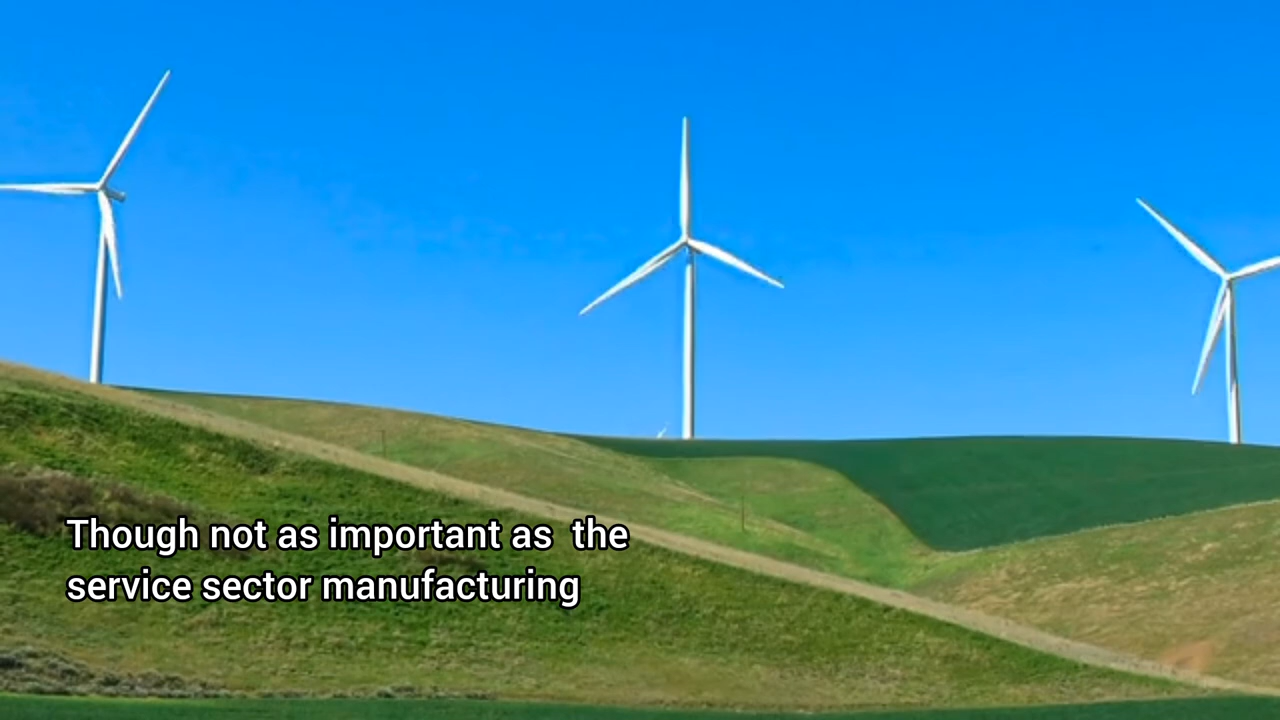 Though not as important as  the
service sector manufacturing